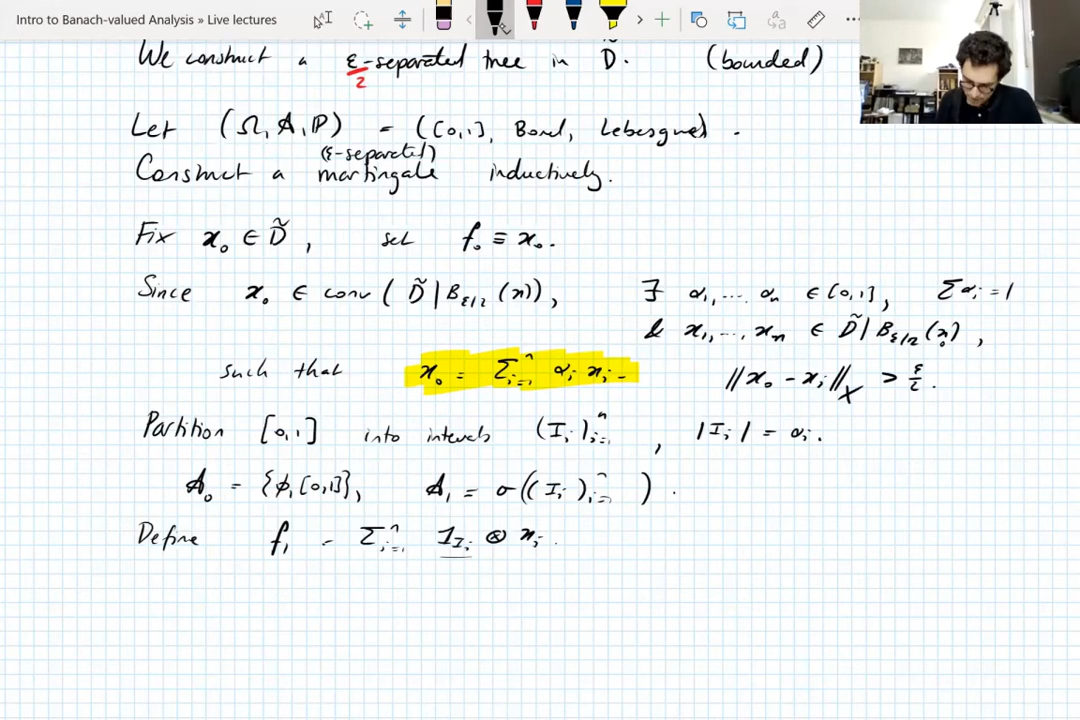 Intro to Banach-valued Analysis » Live lectures
We construct a ε-separated tree in D̃. (bounded)
2
Let (Ω, A, P) = ([0,1], Borel, Lebesgue).
(ε-separated)
Construct a martingale inductively.
Fix x₀ ∈ D̃, set f₀ ≡ x₀.
Since x₀ ∈ conv(D̃ | B_{ε/2}(x)), ∃ α₁, ... αₙ ∈ [0,1], Σαᵢ = 1
& x₁, ..., xₙ ∈ D̃ | B_{ε/2}(x₀),
such that x₀ = Σᵢ₌₁ⁿ αᵢ xᵢ. ||x₀ - xᵢ||_X > ε/2.
Partition [0,1] into intervals (Iᵢ)ᵢ₌₁ⁿ, |Iᵢ| = αᵢ.
A₀ = {φ, [0,1]}, A₁ = σ((Iᵢ)ᵢ₌₁ⁿ).
Define f₁ = Σᵢ₌₁ⁿ 1_{Iᵢ} ⊗ xᵢ.